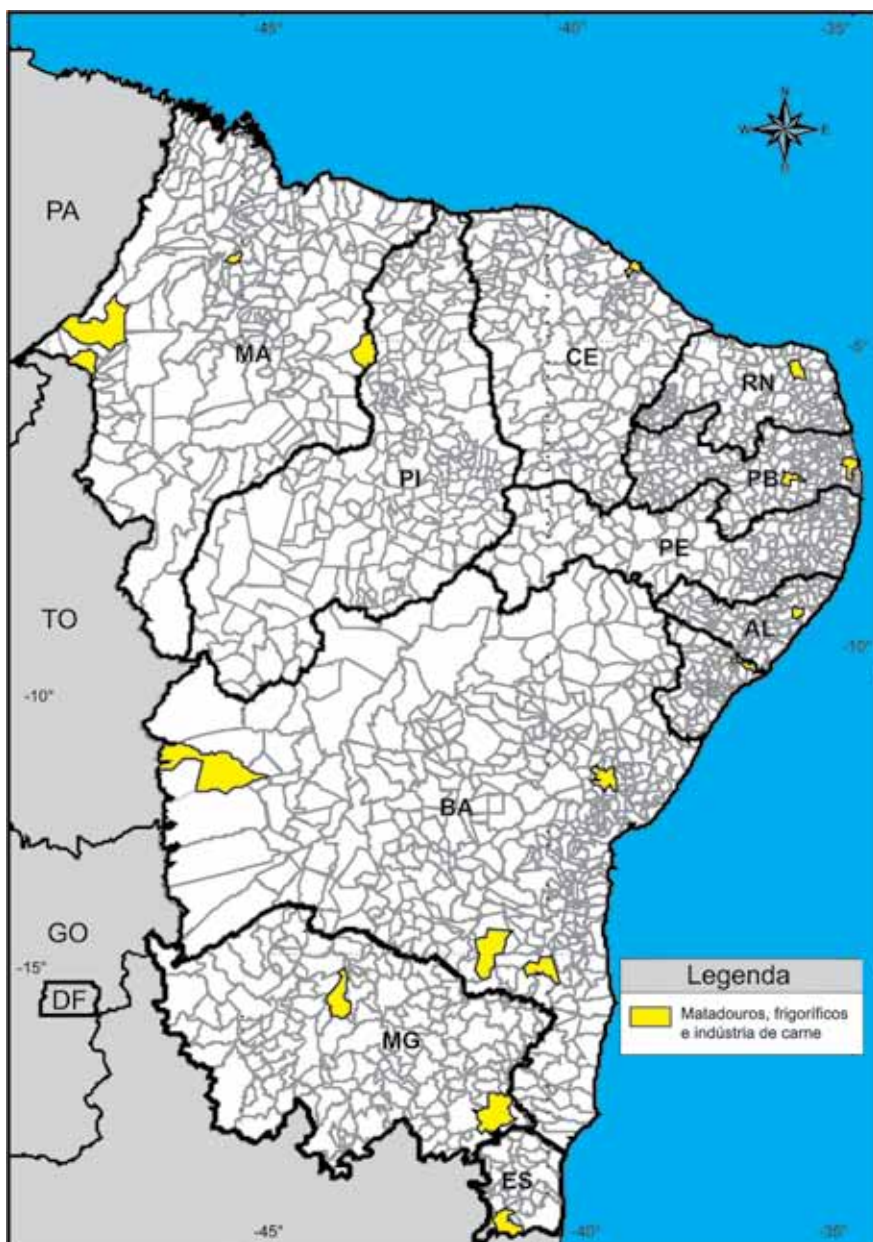 -45°
-40°
-35°
N
W E
PA
MA
CE
-5°
RN
PI
PB
PE
TO
AL
-10°
-10°
SE
BA
GO
-15°
DF
Legenda
Matadouros, frigoríficos
e indústria de carne
MG
ES
-45°
-40°
-35°